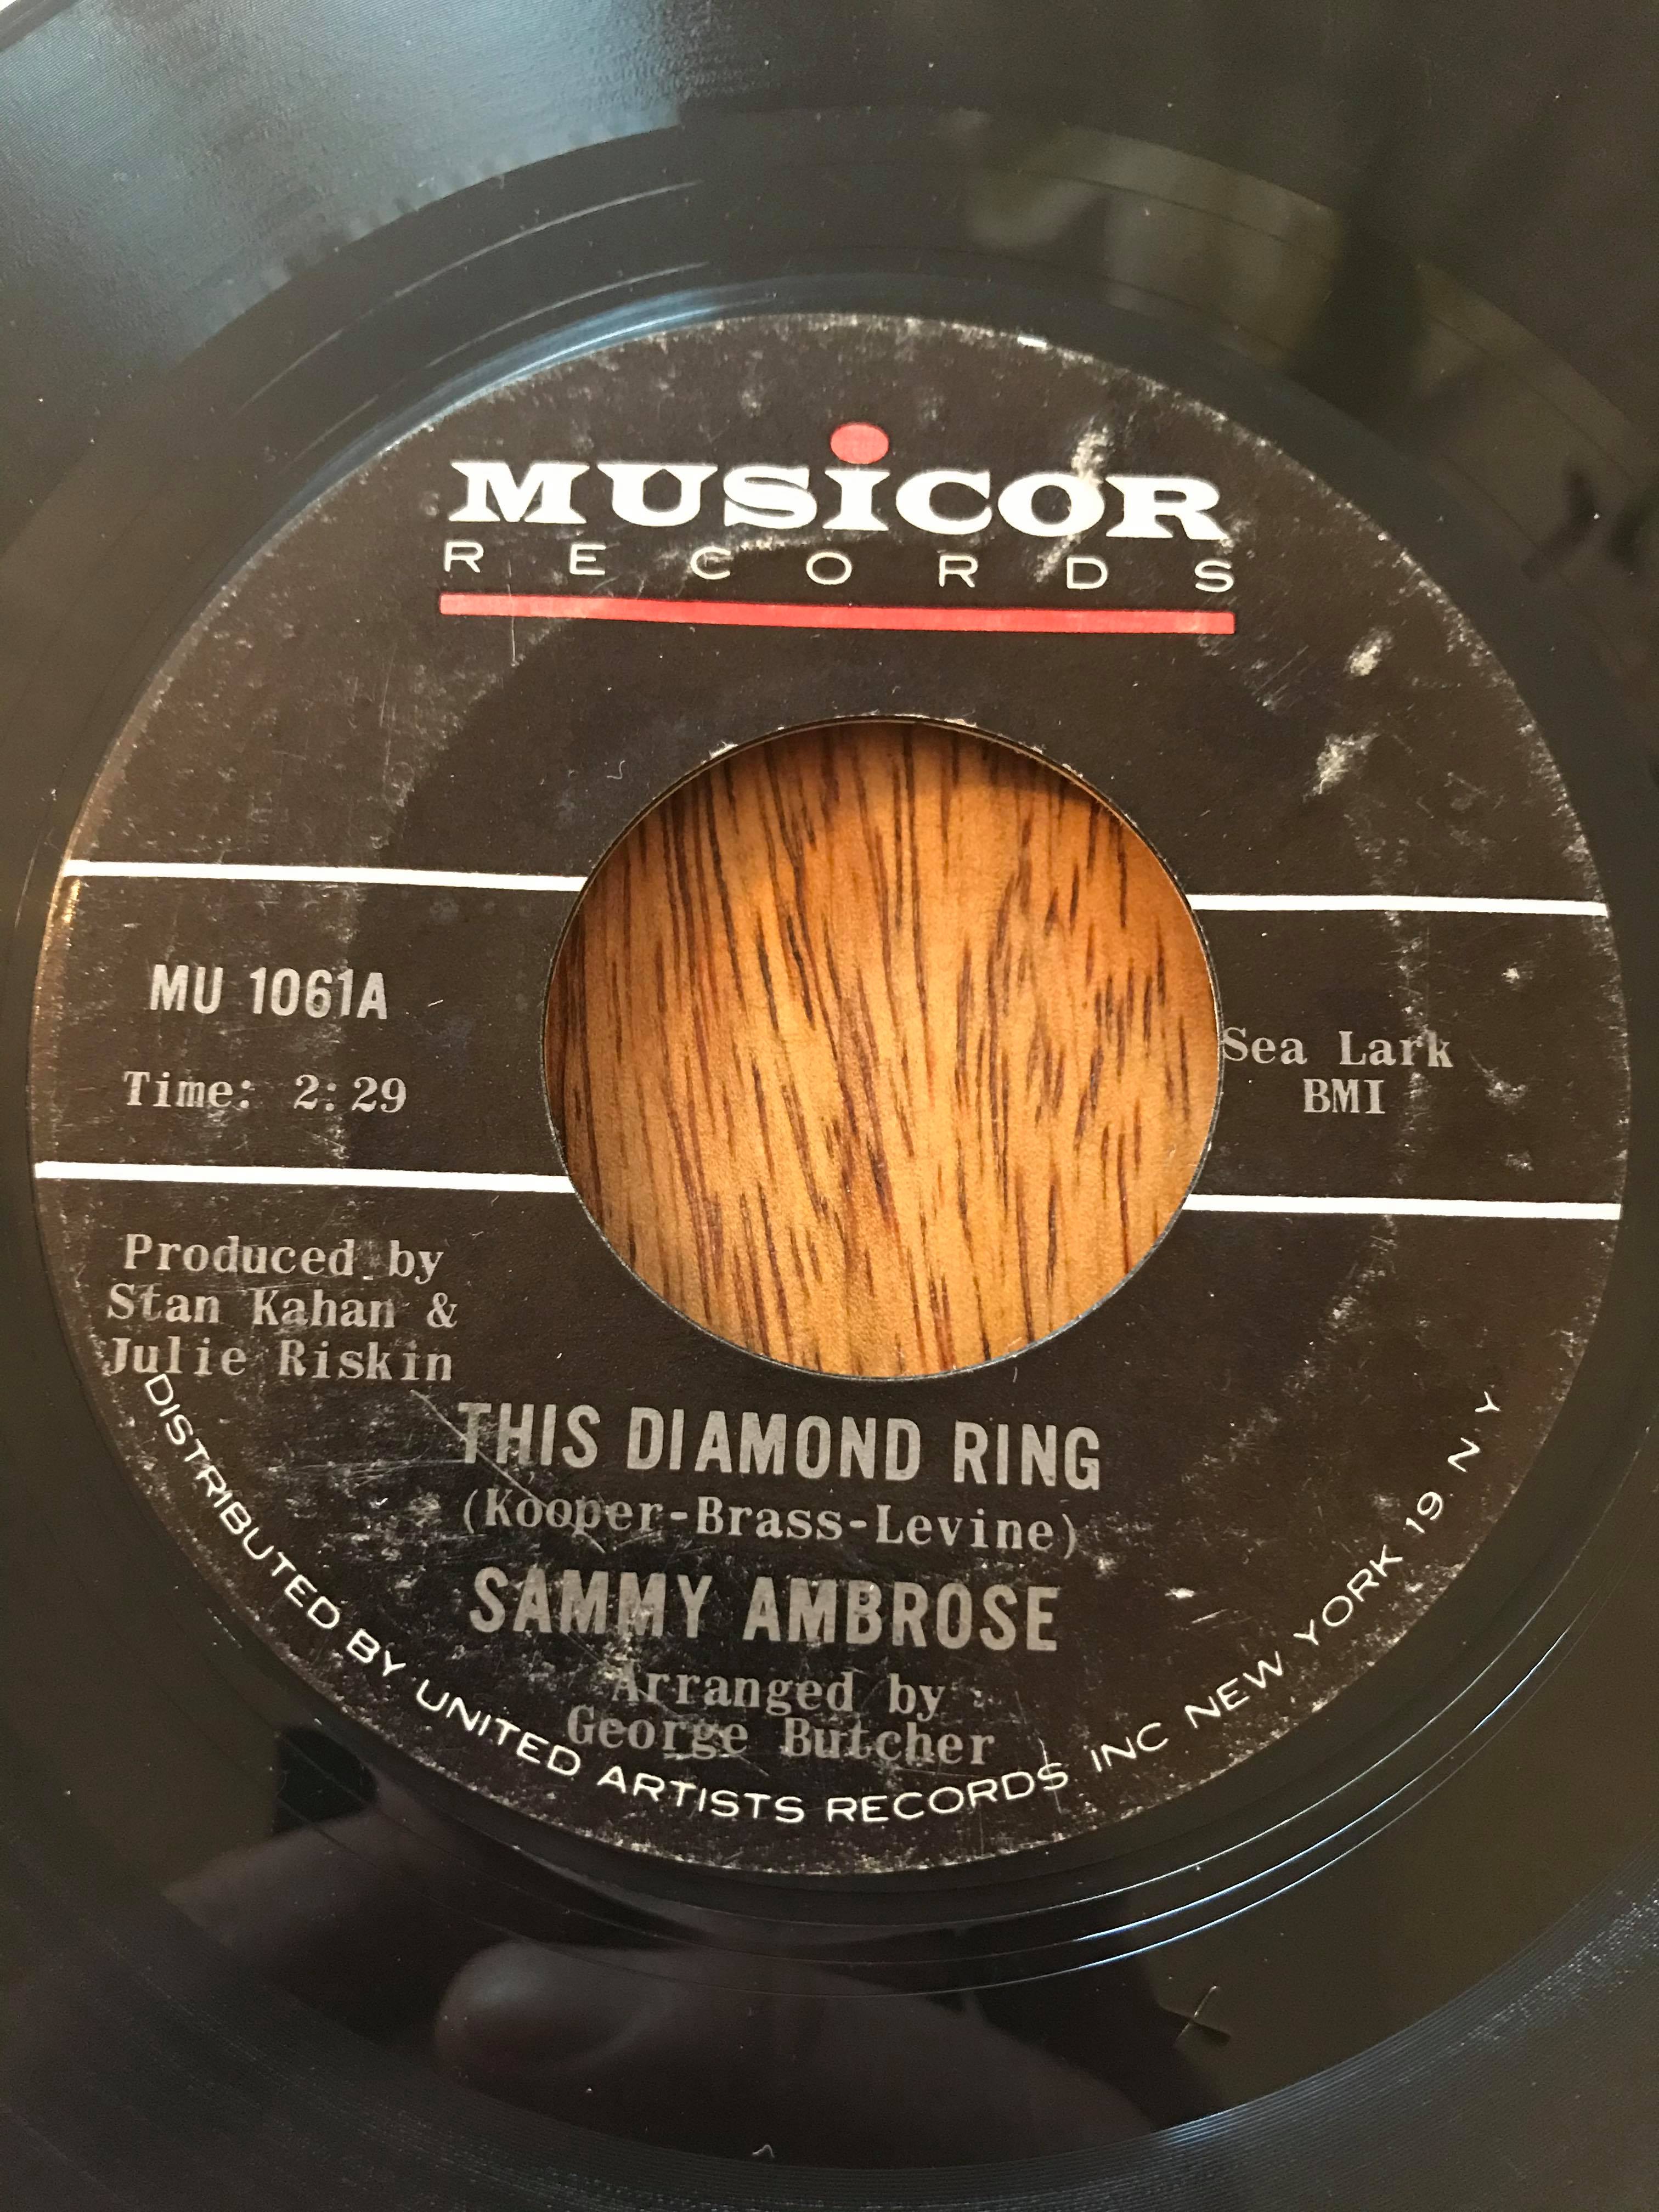 MUSiCOR
RECORDS
MU 1061A
Time: 2:29
Sea Lark
BMI
Produced by
Stan Kahan &
Julie Riskin
THIS DIAMOND RING
(Kooper-Brass-Levine)
SAMMY AMBROSE
Arranged by
George Butcher
DISTRIBUTED BY UNITED ARTISTS RECORDS INC NEW YORK 19 N Y